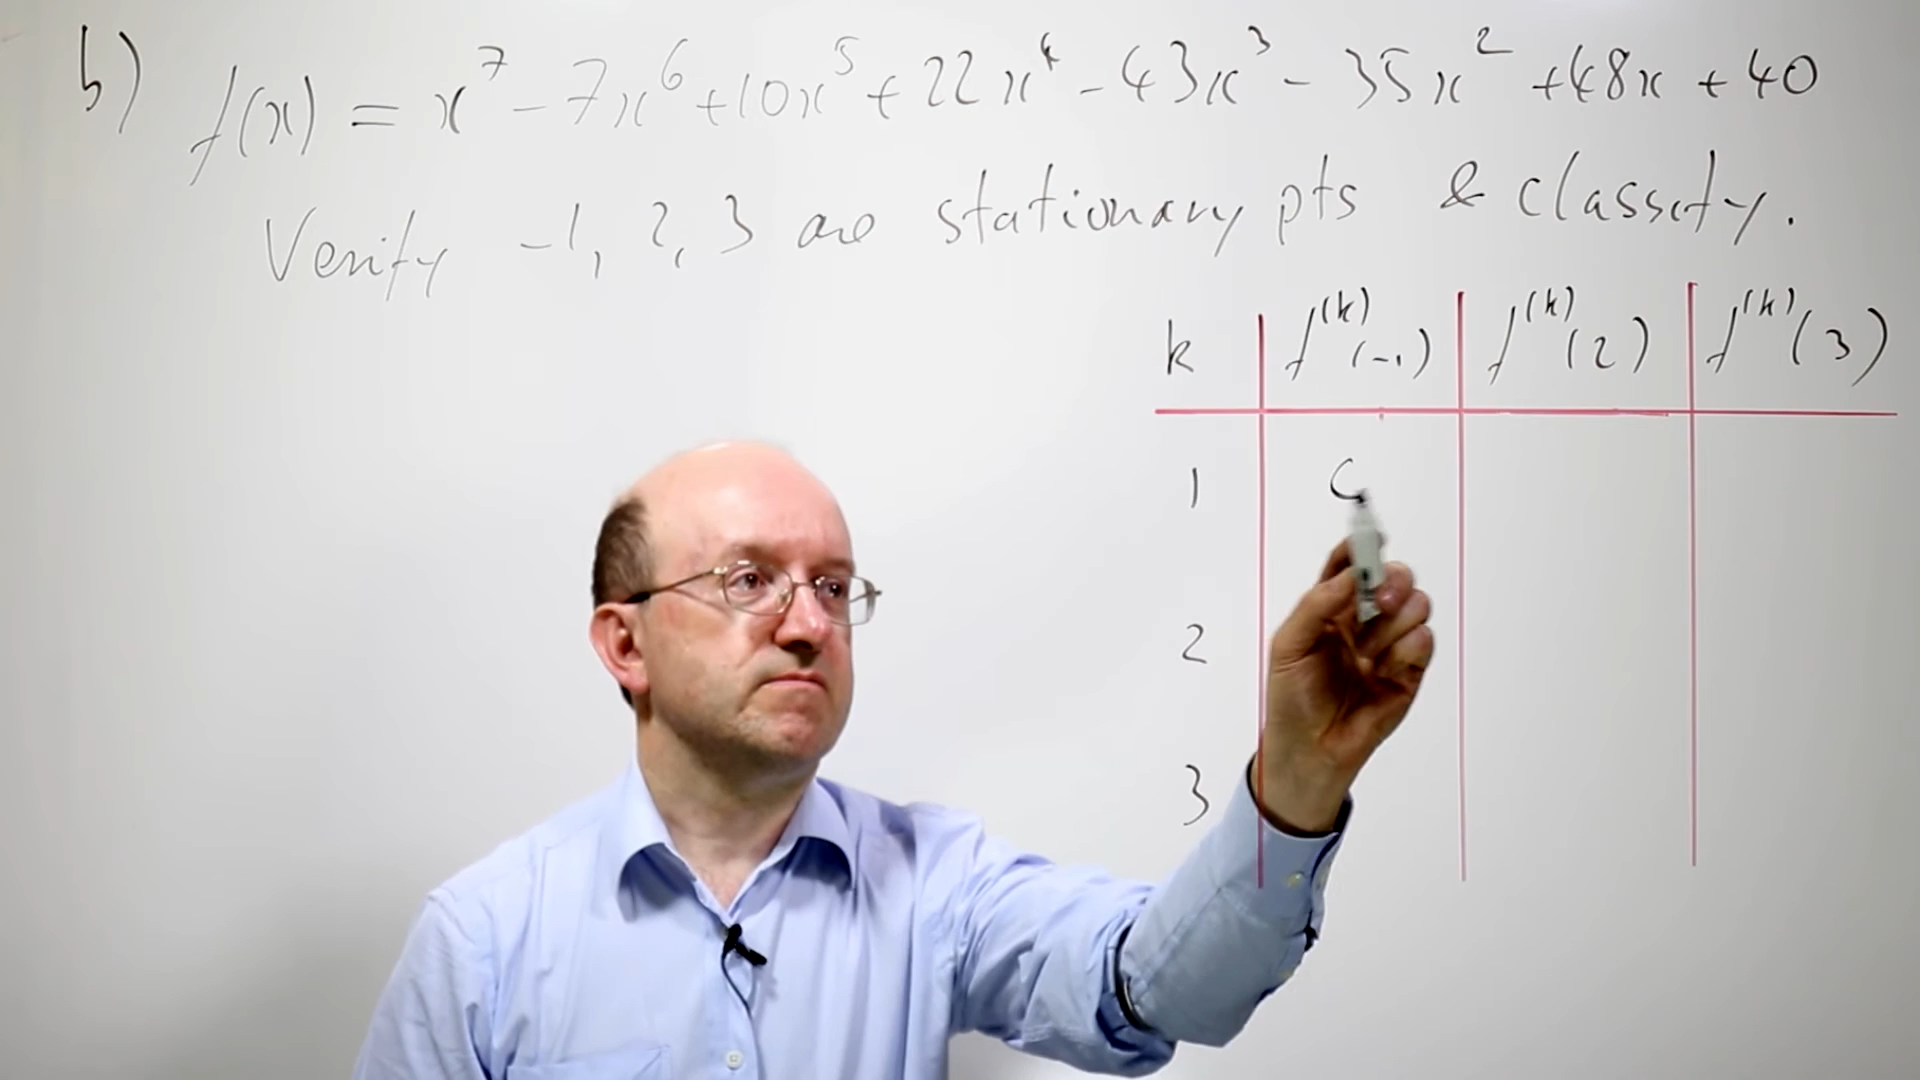 b) f(x) = x⁷ - 7x⁶ + 10x⁵ + 22x⁴ - 43x³ - 35x² + 48x + 40
Verify -1, 2, 3 are stationary pts & classify.
k f⁽ᵏ⁾(-1) f⁽ᵏ⁾(2) f⁽ᵏ⁾(3)
1
2
3